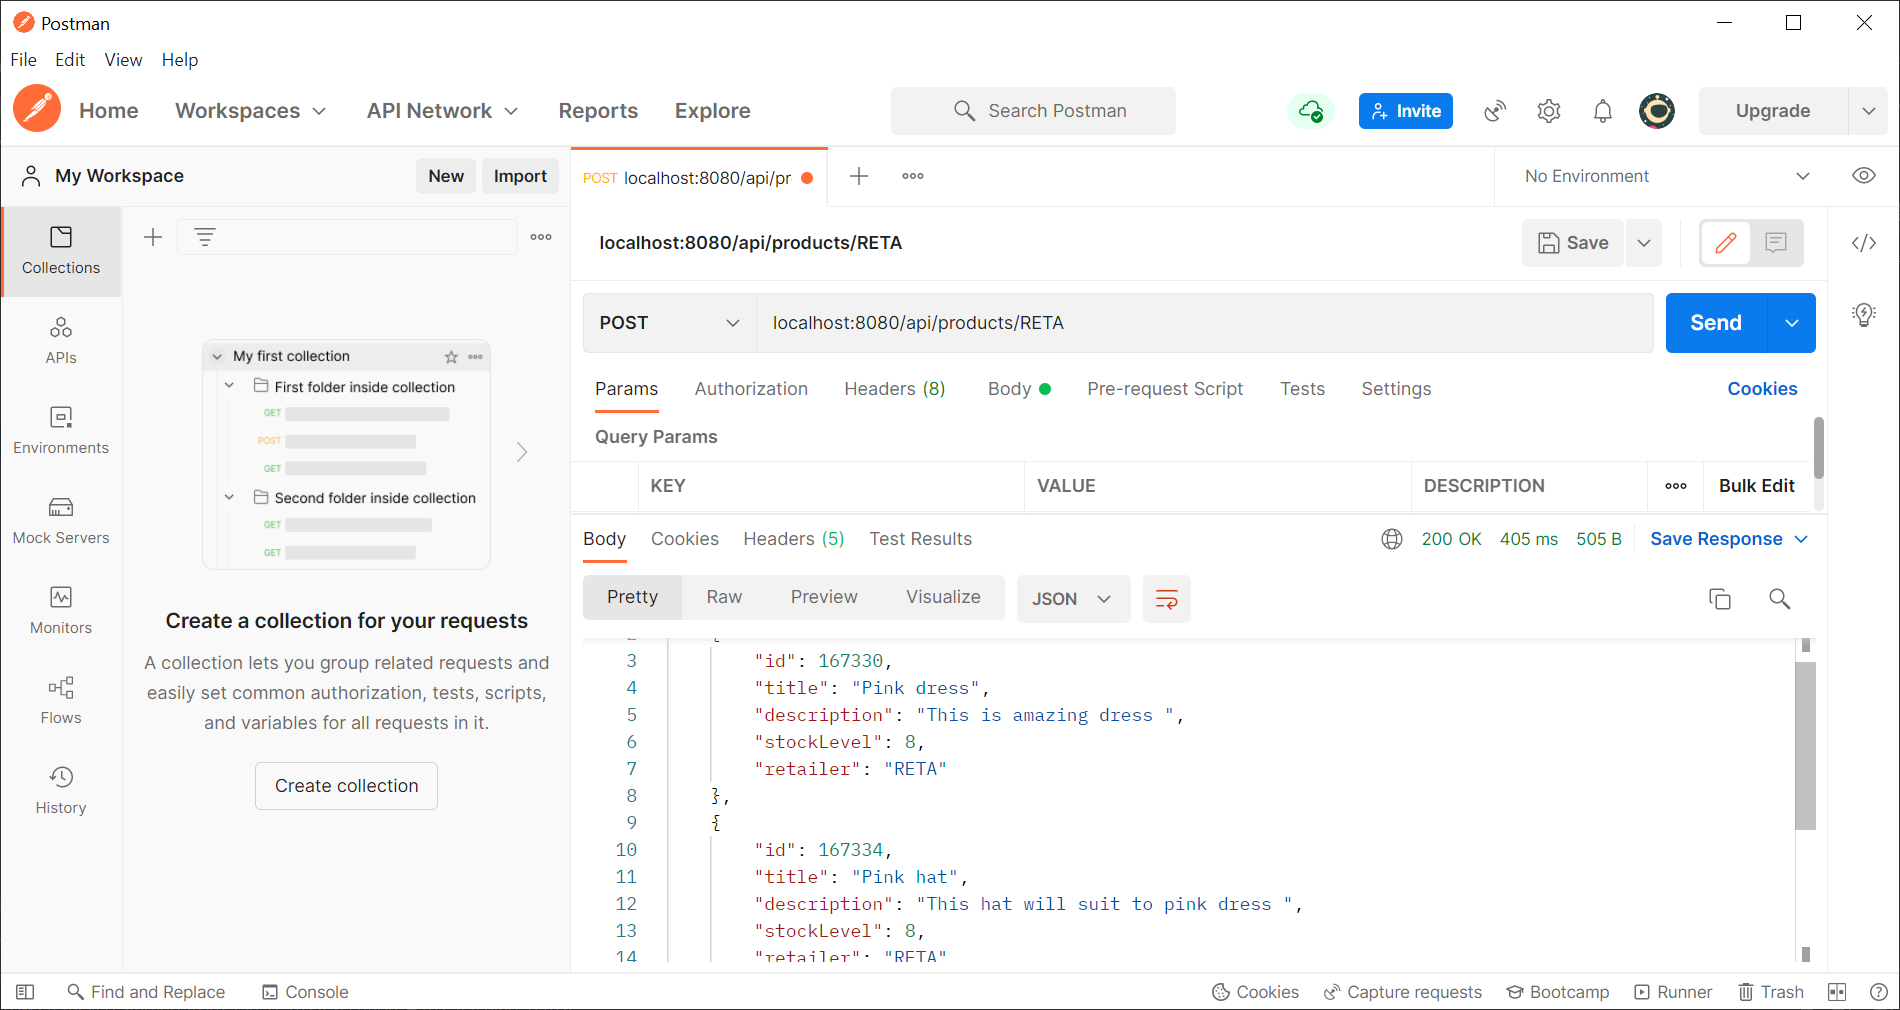 Postman
File Edit View Help
Home Workspaces API Network Reports Explore Search Postman Invite Upgrade
My Workspace New Import
POST localhost:8080/api/pr
No Environment
Collections
APIs
Environments
Mock Servers
Monitors
Flows
History
My first collection
First folder inside collection
GET
POST
GET
Second folder inside collection
GET
GET
Create a collection for your requests
A collection lets you group related requests and
easily set common authorization, tests, scripts,
and variables for all requests in it.
Create collection
localhost:8080/api/products/RETA
Save
POST localhost:8080/api/products/RETA Send
Params Authorization Headers (8) Body Pre-request Script Tests Settings Cookies
Query Params
KEY VALUE DESCRIPTION Bulk Edit
Body Cookies Headers (5) Test Results 200 OK 405 ms 505 B Save Response
Pretty Raw Preview Visualize JSON
2 {
3 "id": 167330,
4 "title": "Pink dress",
5 "description": "This is amazing dress ",
6 "stockLevel": 8,
7 "retailer": "RETA"
8 },
9 {
10 "id": 167334,
11 "title": "Pink hat",
12 "description": "This hat will suit to pink dress ",
13 "stockLevel": 8,
14 "retailer": "RETA"
Find and Replace Console Cookies Capture requests Bootcamp Runner Trash